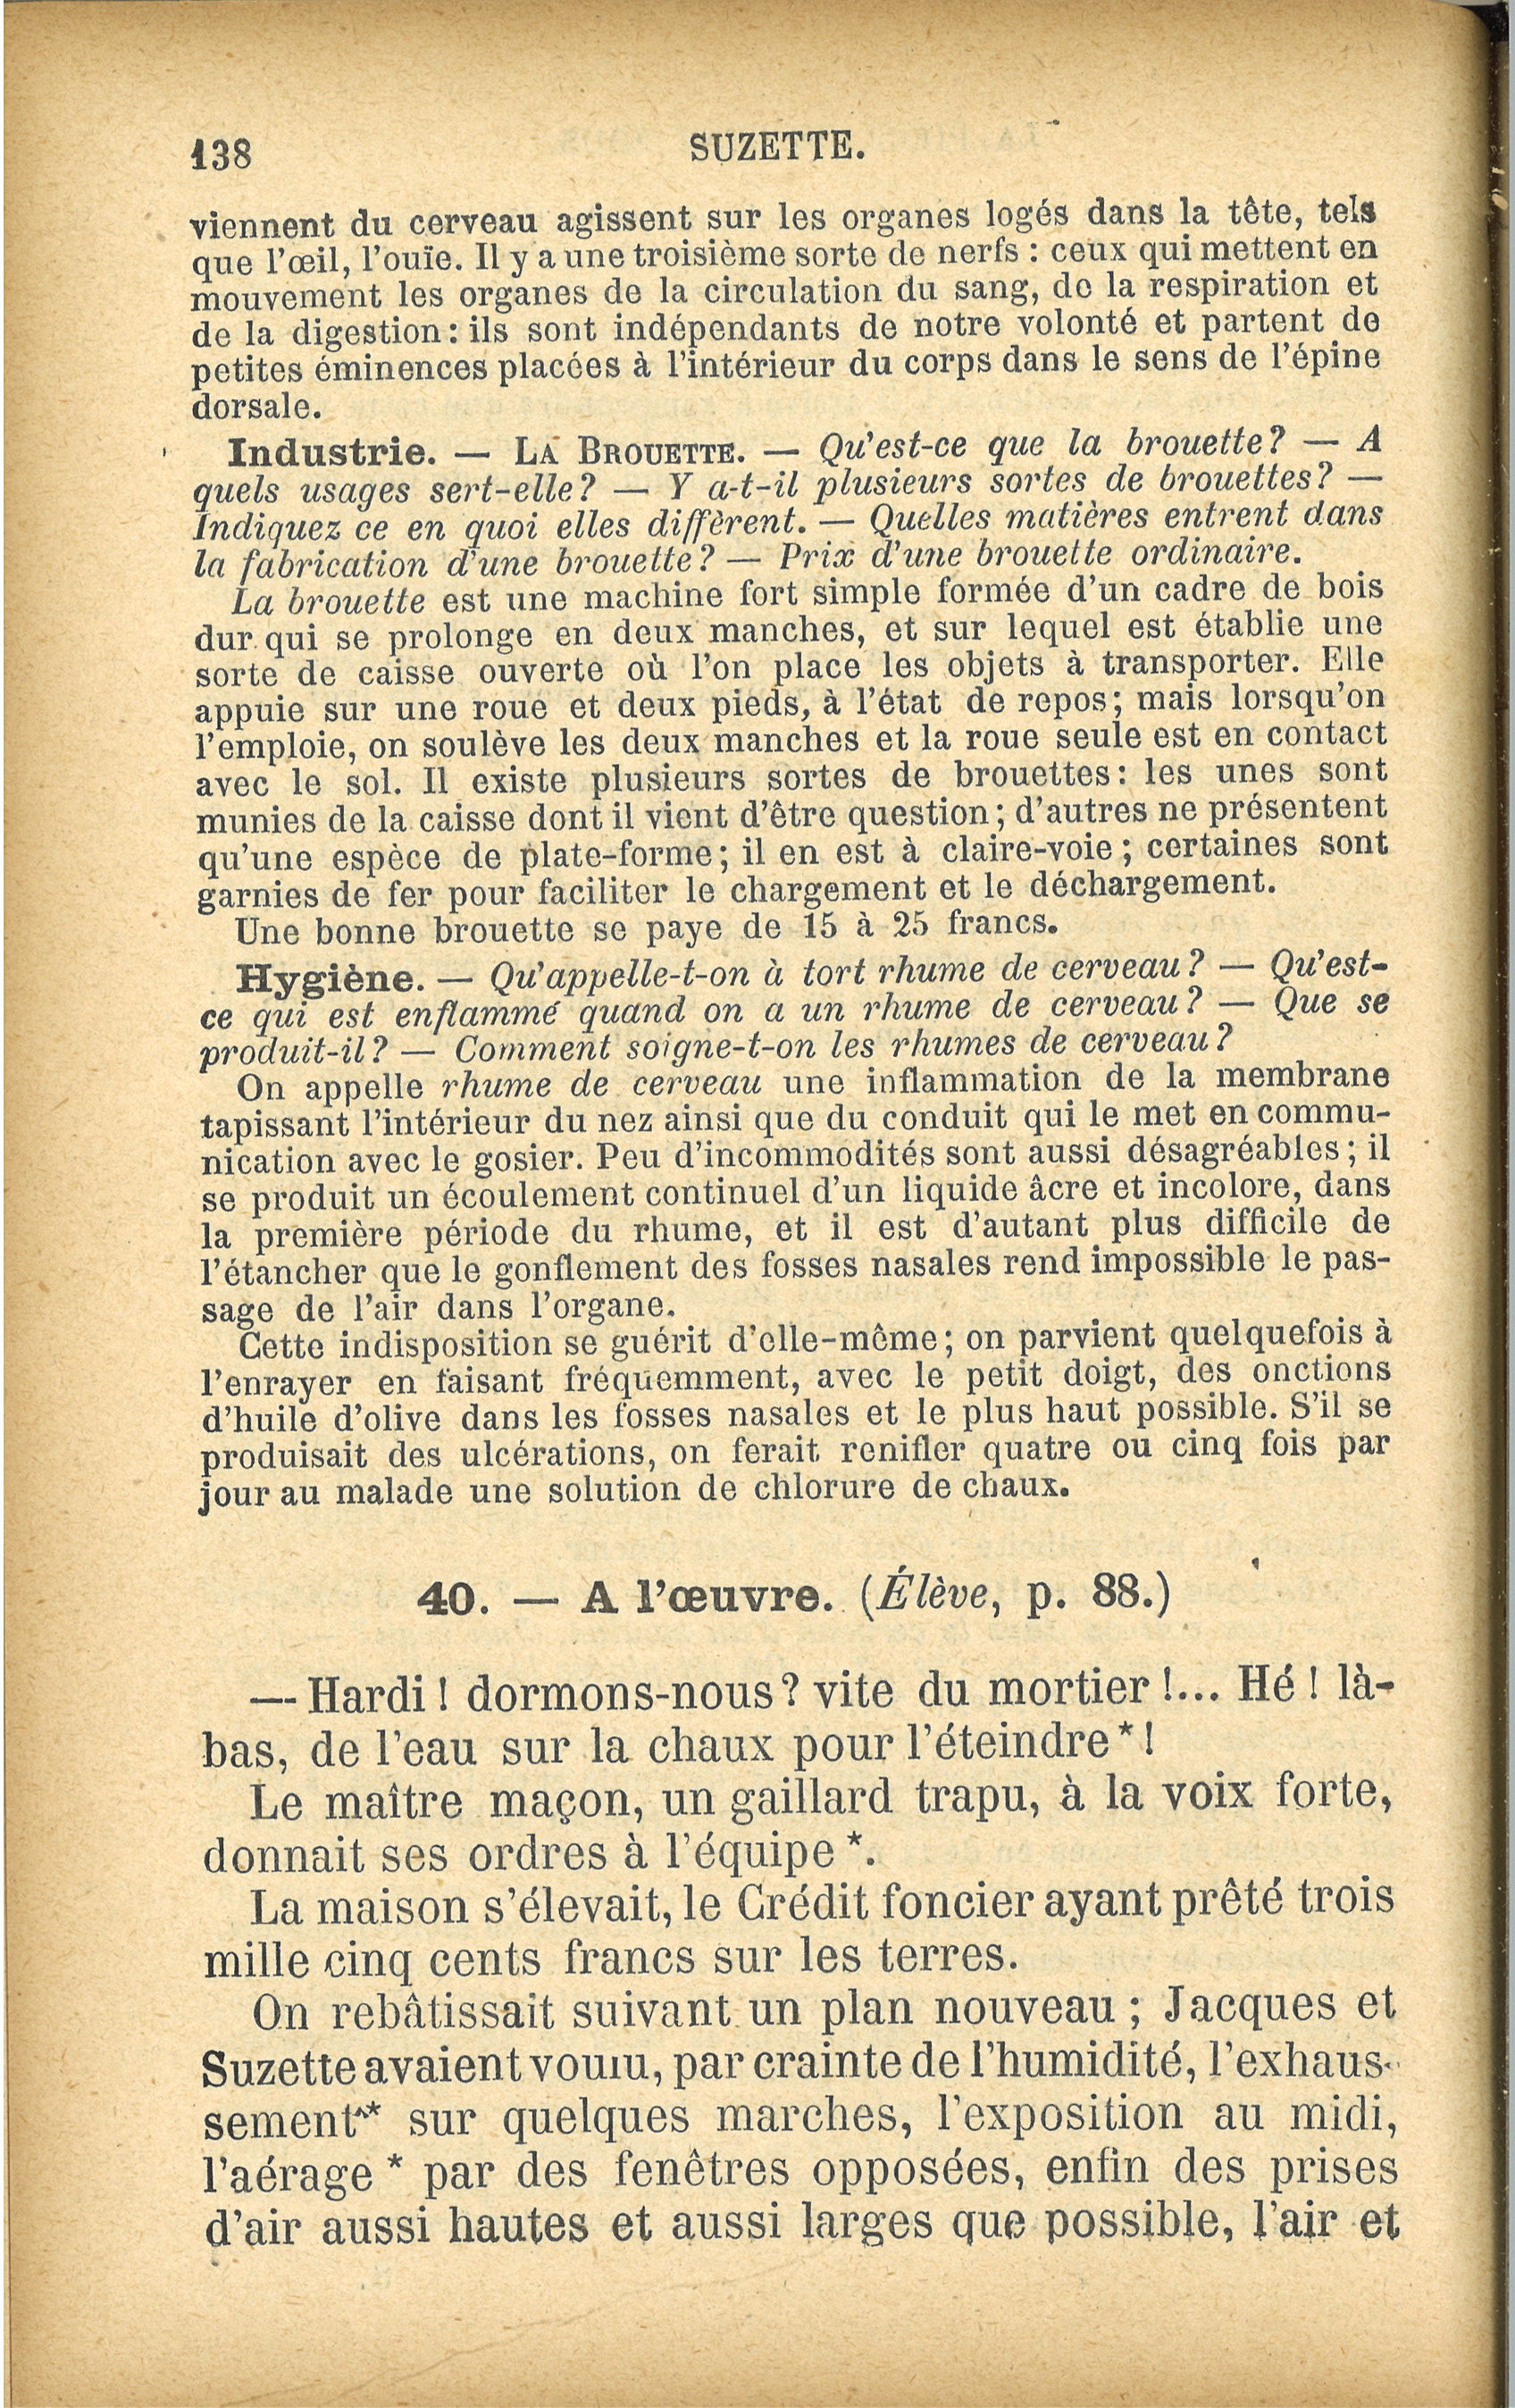 138
SUZETTE.
viennent du cerveau agissent sur les organes logés dans la tête, tels
que l'œil, l'ouïe. Il y a une troisième sorte de nerfs : ceux qui mettent en
mouvement les organes de la circulation du sang, de la respiration et
de la digestion : ils sont indépendants de notre volonté et partent de
petites éminences placées à l'intérieur du corps dans le sens de l'épine
dorsale.
Industrie. — LA BROUETTE. — Qu'est-ce que la brouette? — A
quels usages sert-elle? — Y a-t-il plusieurs sortes de brouettes? —
Indiquez ce en quoi elles diffèrent. — Quelles matières entrent dans
la fabrication d'une brouette? — Prix d'une brouette ordinaire.
La brouette est une machine fort simple formée d'un cadre de bois
dur qui se prolonge en deux manches, et sur lequel est établie une
sorte de caisse ouverte où l'on place les objets à transporter. Elle
appuie sur une roue et deux pieds, à l'état de repos; mais lorsqu'on
l'emploie, on soulève les deux manches et la roue seule est en contact
avec le sol. Il existe plusieurs sortes de brouettes: les unes sont
munies de la caisse dont il vient d'être question; d'autres ne présentent
qu'une espèce de plate-forme; il en est à claire-voie; certaines sont
garnies de fer pour faciliter le chargement et le déchargement.
Une bonne brouette se paye de 15 à 25 francs.
Hygiène. — Qu'appelle-t-on à tort rhume de cerveau? — Qu'est-
ce qui est enflammé quand on a un rhume de cerveau? — Que se
produit-il? — Comment soigne-t-on les rhumes de cerveau?
On appelle rhume de cerveau une inflammation de la membrane
tapissant l'intérieur du nez ainsi que du conduit qui le met en commu-
nication avec le gosier. Peu d'incommodités sont aussi désagréables; il
se produit un écoulement continuel d'un liquide âcre et incolore, dans
la première période du rhume, et il est d'autant plus difficile de
l'étancher que le gonflement des fosses nasales rend impossible le pas-
sage de l'air dans l'organe.
Cette indisposition se guérit d'elle-même; on parvient quelquefois à
l'enrayer en faisant fréquemment, avec le petit doigt, des onctions
d'huile d'olive dans les fosses nasales et le plus haut possible. S'il se
produisait des ulcérations, on ferait renifler quatre ou cinq fois par
jour au malade une solution de chlorure de chaux.
40. — A l'œuvre. (Élève, p. 88.)
— Hardi! dormons-nous? vite du mortier!... Hé! là-
bas, de l'eau sur la chaux pour l'éteindre*!
Le maître maçon, un gaillard trapu, à la voix forte,
donnait ses ordres à l'équipe*.
La maison s'élevait, le Crédit foncier ayant prêté trois
mille cinq cents francs sur les terres.
On rebâtissait suivant un plan nouveau; Jacques et
Suzette avaient voulu, par crainte de l'humidité, l'exhaus-
sement* sur quelques marches, l'exposition au midi,
l'aérage* par des fenêtres opposées, enfin des prises
d'air aussi hautes et aussi larges que possible, l'air et